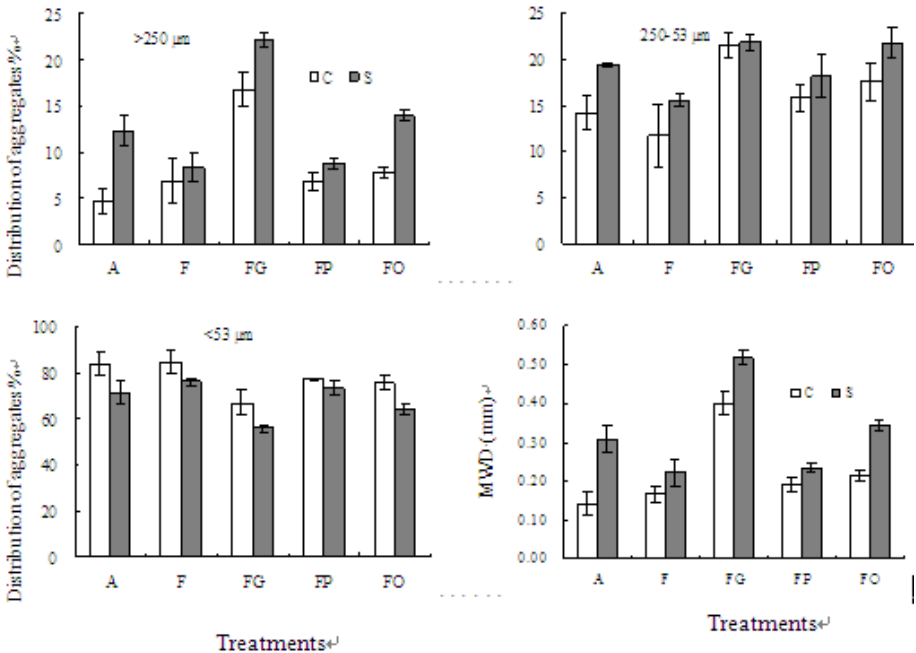 Distribution of aggregates %↵
25
20
15
10
5
0
>250 μm
C S
A F FG FP FO
25
20
15
10
15
0
250-53 μm
A F FG FP FO
Distribution of aggregates %↵
100
80
60
40
20
0
<53 μm
A F FG FP FO
Treatments↵
MWD·(mm)↵
0.60
0.50
0.40
0.30
0.20
0.10
0.00
C S
A F FG FP FO
Treatments↵